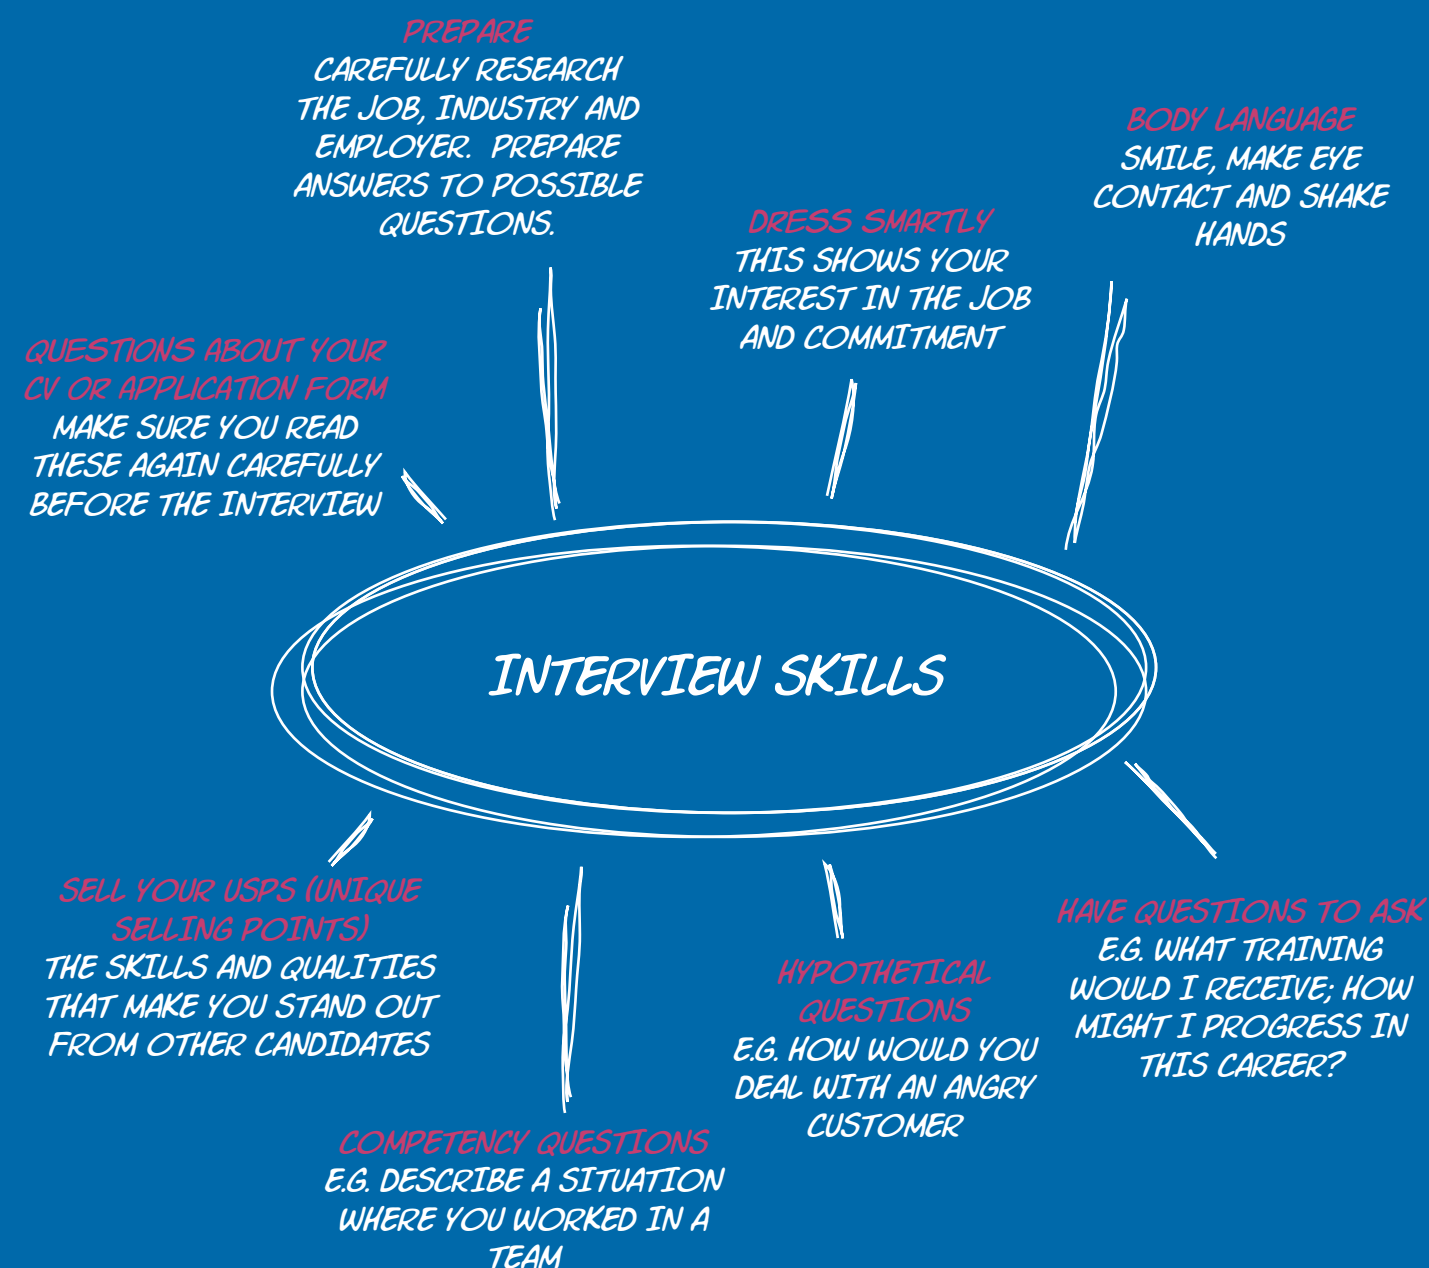 PREPARE
CAREFULLY RESEARCH
THE JOB, INDUSTRY AND
EMPLOYER. PREPARE
ANSWERS TO POSSIBLE
QUESTIONS.
BODY LANGUAGE
SMILE, MAKE EYE
CONTACT AND SHAKE
HANDS
DRESS SMARTLY
THIS SHOWS YOUR
INTEREST IN THE JOB
AND COMMITMENT
QUESTIONS ABOUT YOUR
CV OR APPLICATION FORM
MAKE SURE YOU READ
THESE AGAIN CAREFULLY
BEFORE THE INTERVIEW
INTERVIEW SKILLS
SELL YOUR USPS (UNIQUE
SELLING POINTS)
THE SKILLS AND QUALITIES
THAT MAKE YOU STAND OUT
FROM OTHER CANDIDATES
HAVE QUESTIONS TO ASK
E.G. WHAT TRAINING
WOULD I RECEIVE; HOW
MIGHT I PROGRESS IN
THIS CAREER?
HYPOTHETICAL
QUESTIONS
E.G. HOW WOULD YOU
DEAL WITH AN ANGRY
CUSTOMER
COMPETENCY QUESTIONS
E.G. DESCRIBE A SITUATION
WHERE YOU WORKED IN A
TEAM